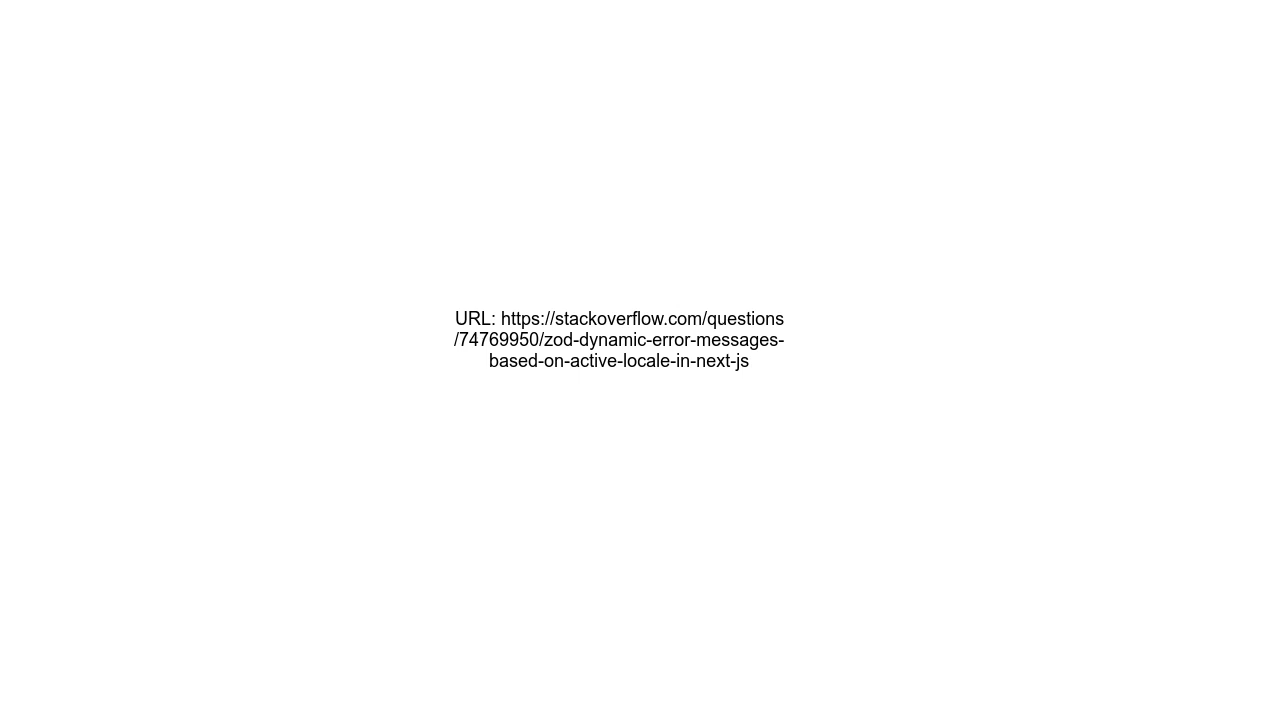 URL: https://stackoverflow.com/questions
/74769950/zod-dynamic-error-messages-
based-on-active-locale-in-next-js